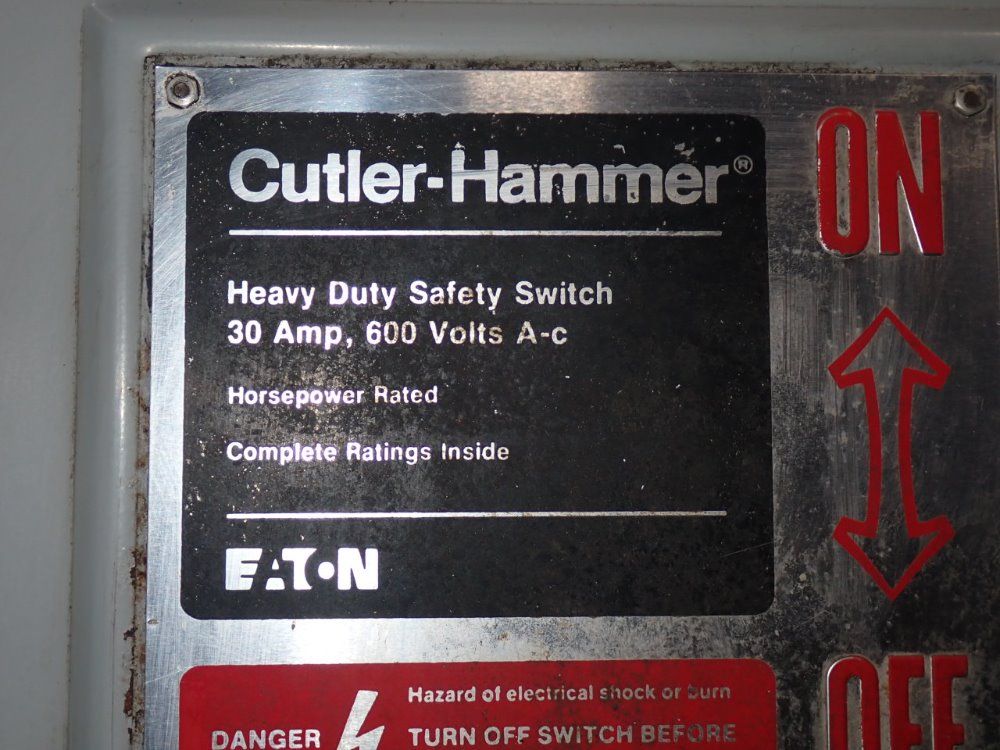 Cutler-Hammer®
Heavy Duty Safety Switch
30 Amp, 600 Volts A-c
Horsepower Rated
Complete Ratings Inside
EATON
ON
OFF
Hazard of electrical shock or burn
DANGER
TURN OFF SWITCH BEFORE